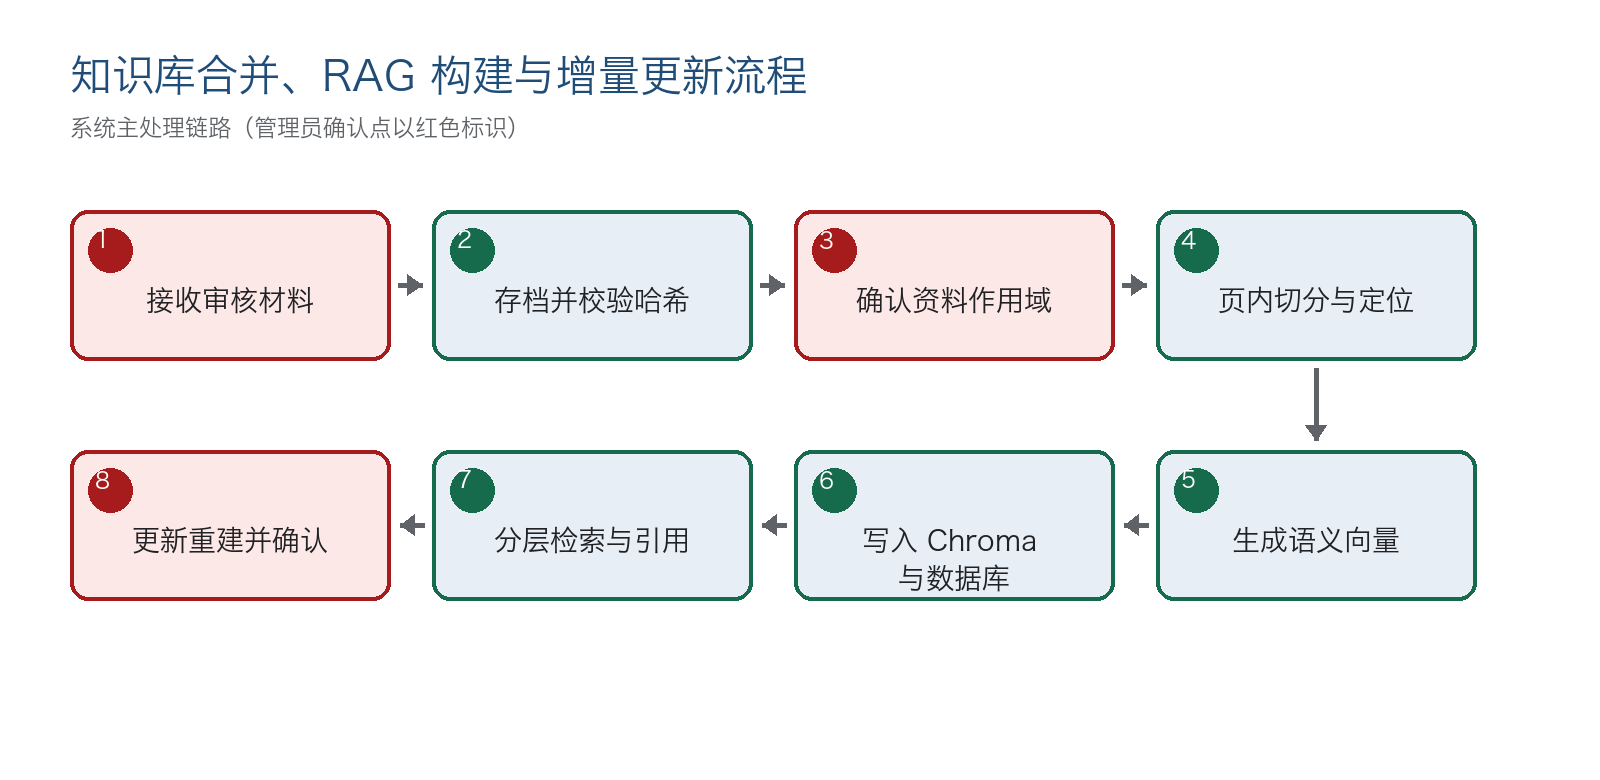 知识库合并、RAG 构建与增量更新流程
系统主处理链路（管理员确认点以红色标识）
1
接收审核材料
2
存档并校验哈希
3
确认资料作用域
4
页内切分与定位
5
生成语义向量
6
写入 Chroma
与数据库
7
分层检索与引用
8
更新重建并确认